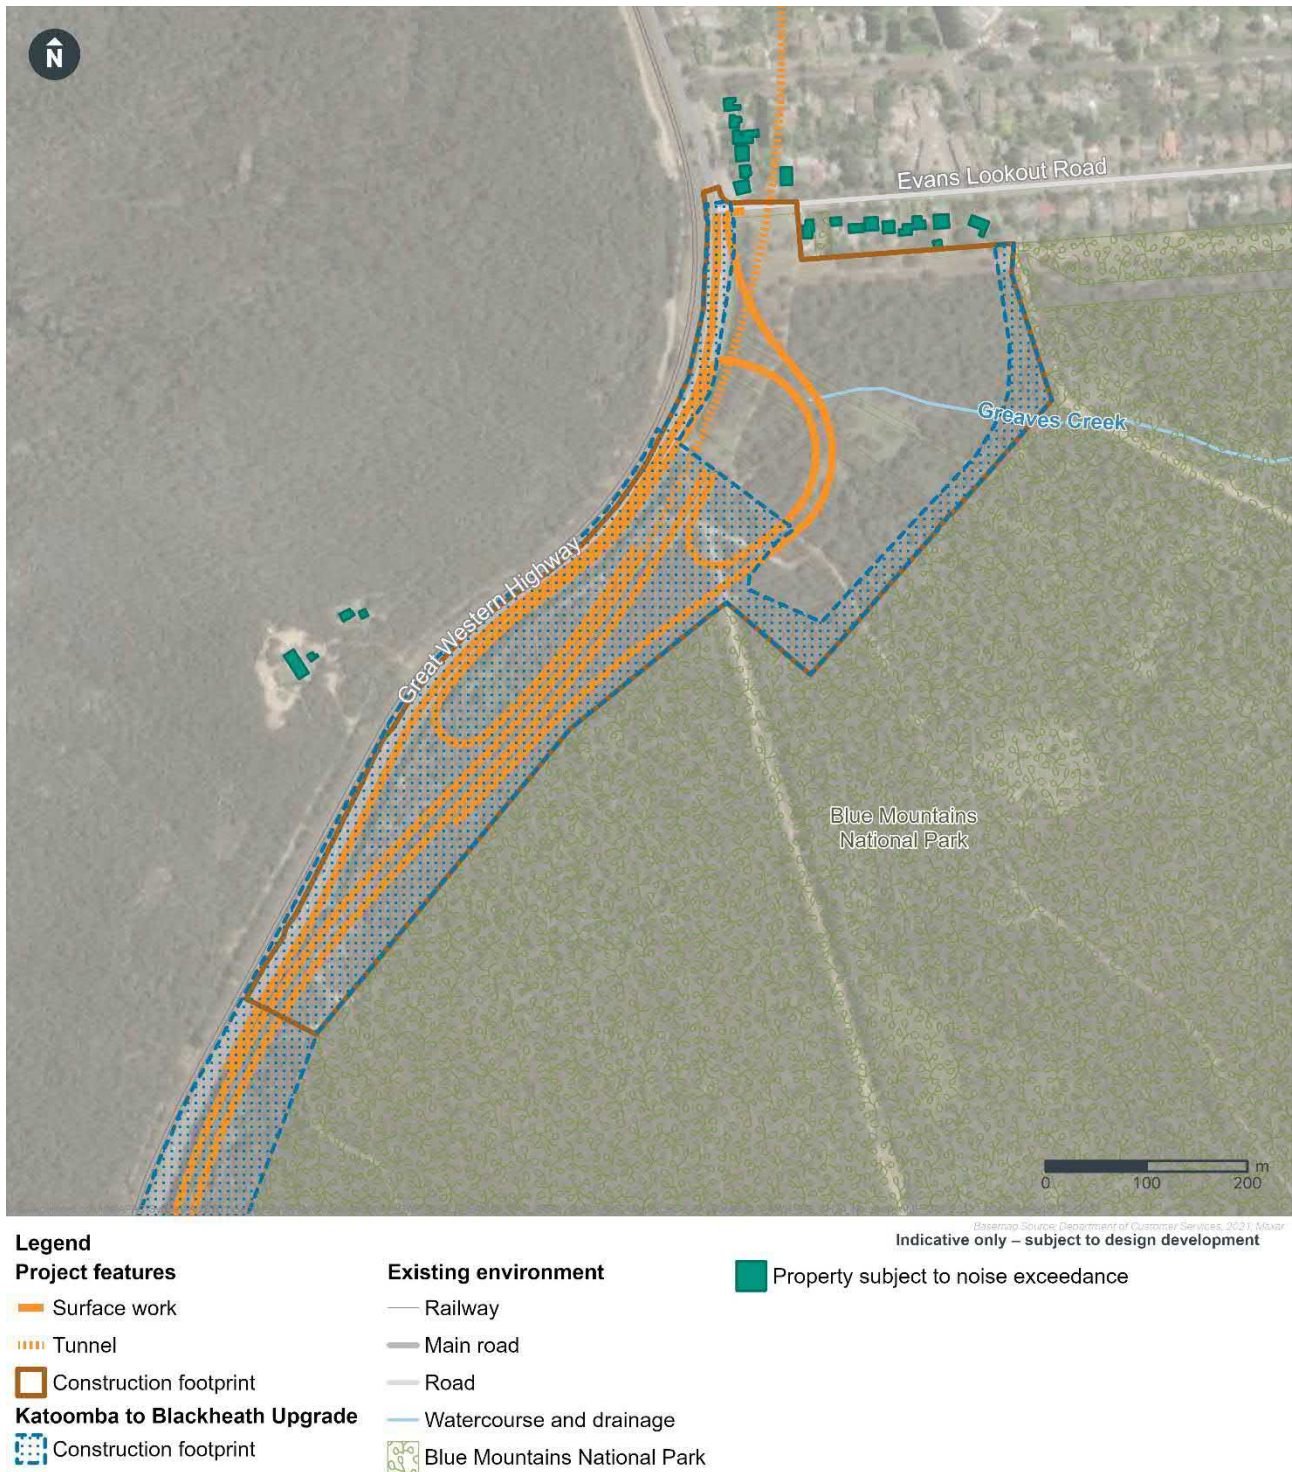 N
Evans Lookout Road
Greaves Creek
Great Western Highway
Blue Mountains
National Park
m
0 100 200
Basemap Source: Department of Customer Services, 2021; Maxar
Indicative only – subject to design development
Legend
Project features
Surface work
Tunnel
Construction footprint
Katoomba to Blackheath Upgrade
Construction footprint
Existing environment
Railway
Main road
Road
Watercourse and drainage
Blue Mountains National Park
Property subject to noise exceedance